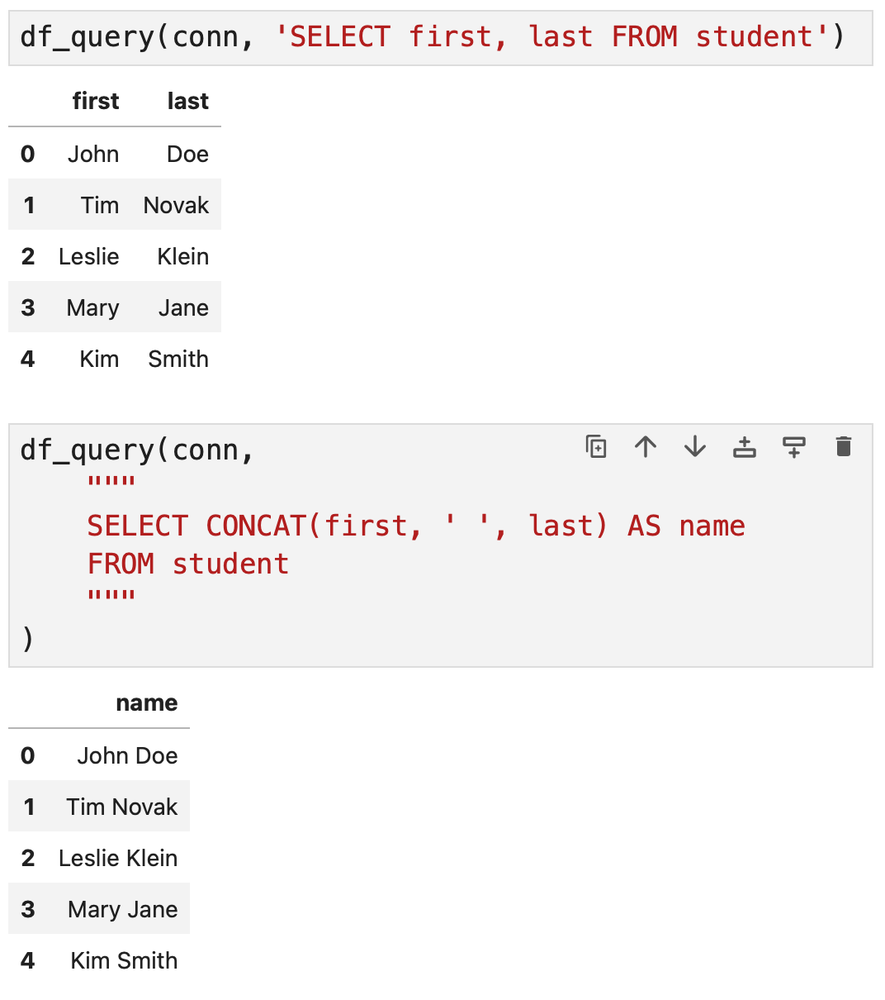 df_query(conn, 'SELECT first, last FROM student')
first last
0 John Doe
1 Tim Novak
2 Leslie Klein
3 Mary Jane
4 Kim Smith
df_query(conn,
"""
SELECT CONCAT(first, ' ', last) AS name
FROM student
"""
)
name
0 John Doe
1 Tim Novak
2 Leslie Klein
3 Mary Jane
4 Kim Smith